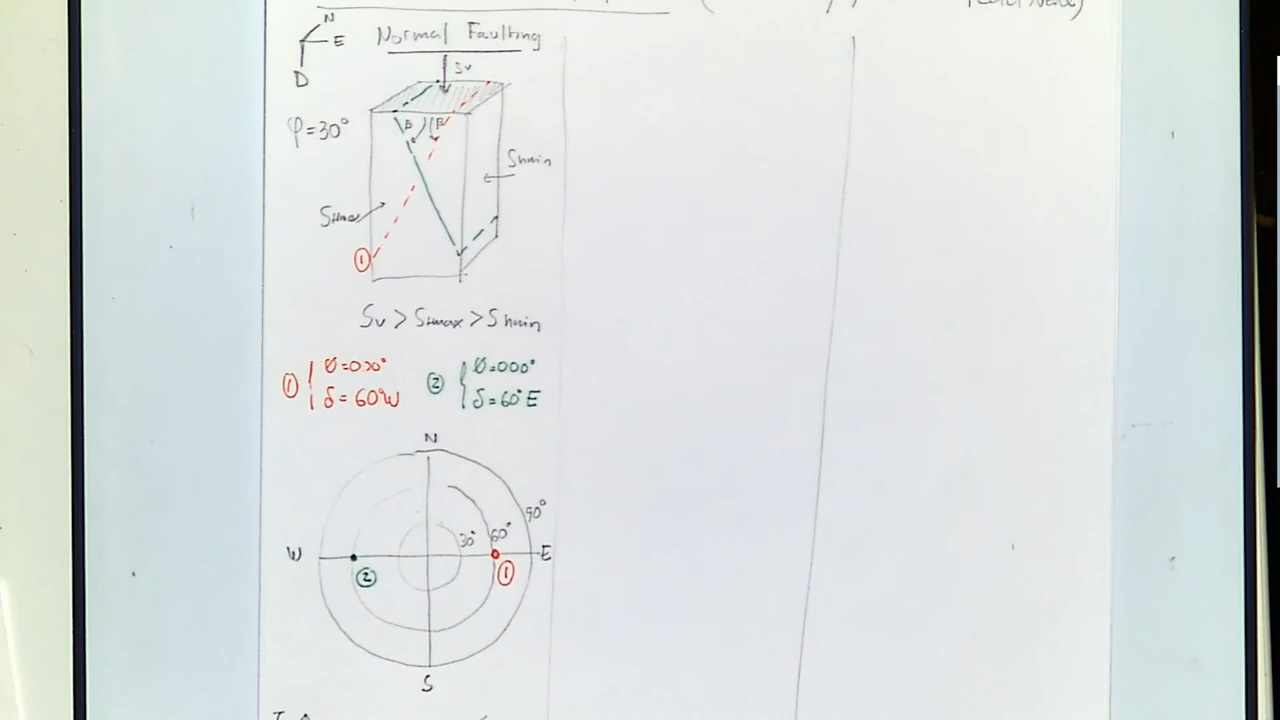 N
E
D
Normal Faulting
Sv
φ=30°
β β
Shmin
SHmax
①
Sv > SHmax > Shmin
① { Ø=000° ② { Ø=000°
δ=60°W δ=60°E
N
90°
30° 60°
W E
② ①
S